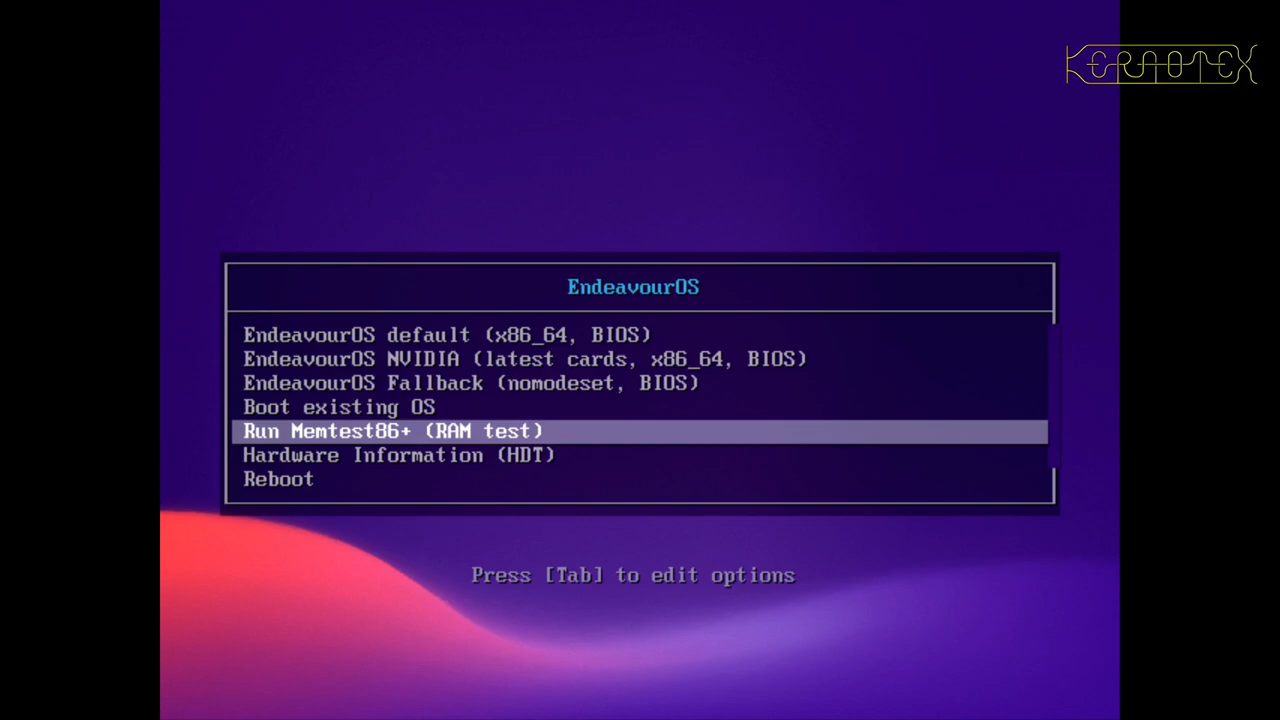 KERNOTEX
EndeavourOS
EndeavourOS default (x86_64, BIOS)
EndeavourOS NVIDIA (latest cards, x86_64, BIOS)
EndeavourOS Fallback (nomodeset, BIOS)
Boot existing OS
Run Memtest86+ (RAM test)
Hardware Information (HDT)
Reboot
Press [Tab] to edit options